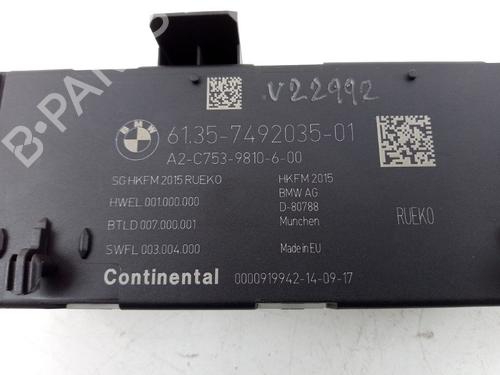 V22992
BMW
61.35-7492035-01
A2-C753-9810-6-00
SG HKFM 2015 RUEKO
HWEL 001.000.000
BTLD 007.000.001
SWFL 003.004.000
HKFM 2015
BMW AG
D-80788
Munchen
Made in EU
RUEKO
Continental 0000919942-14-09-17
B-PARTS